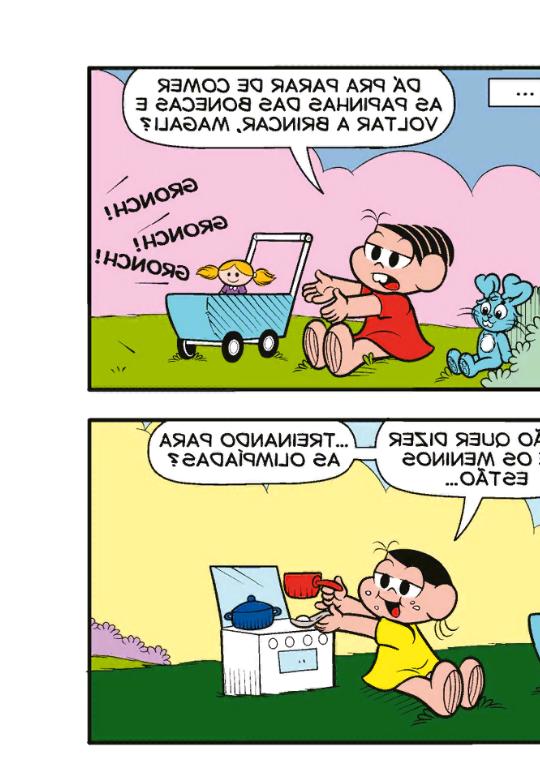 ...
DÁ PRA PARAR DE COMER
AS PAPINHAS DAS BONECAS E
VOLTAR A BRINCAR, MAGALI?
GRONCH!
GRONCH!
GRONCH!
ÃO QUER DIZER
E OS MENINOS
ESTÃO...
...TREINANDO PARA
AS OLIMPÍADAS?